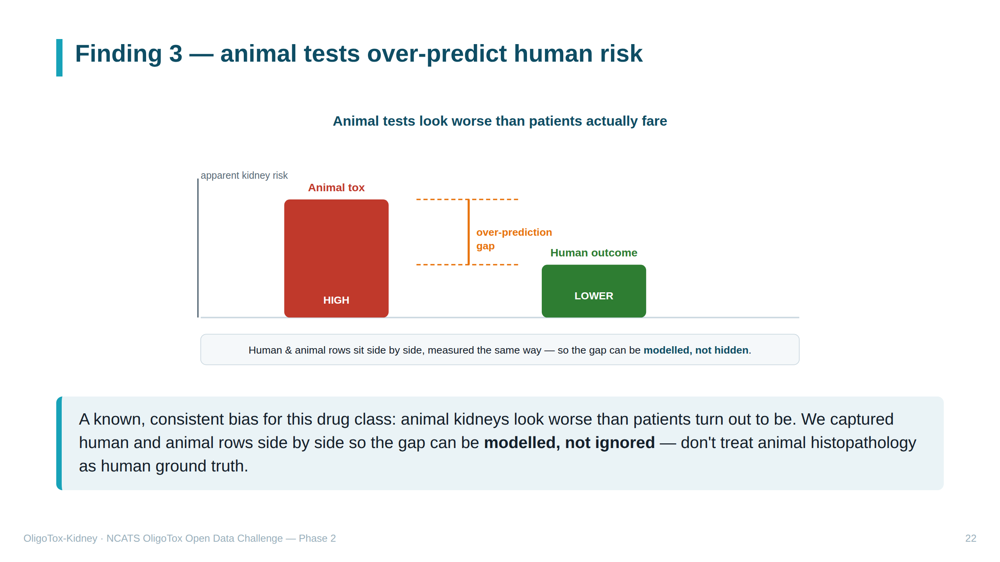 Finding 3 — animal tests over-predict human risk
Animal tests look worse than patients actually fare
apparent kidney risk
Animal tox
over-prediction
gap
Human outcome
HIGH
LOWER
Human & animal rows sit side by side, measured the same way — so the gap can be modelled, not hidden.
A known, consistent bias for this drug class: animal kidneys look worse than patients turn out to be. We captured
human and animal rows side by side so the gap can be modelled, not ignored — don't treat animal histopathology
as human ground truth.
OligoTox-Kidney · NCATS OligoTox Open Data Challenge — Phase 2
22